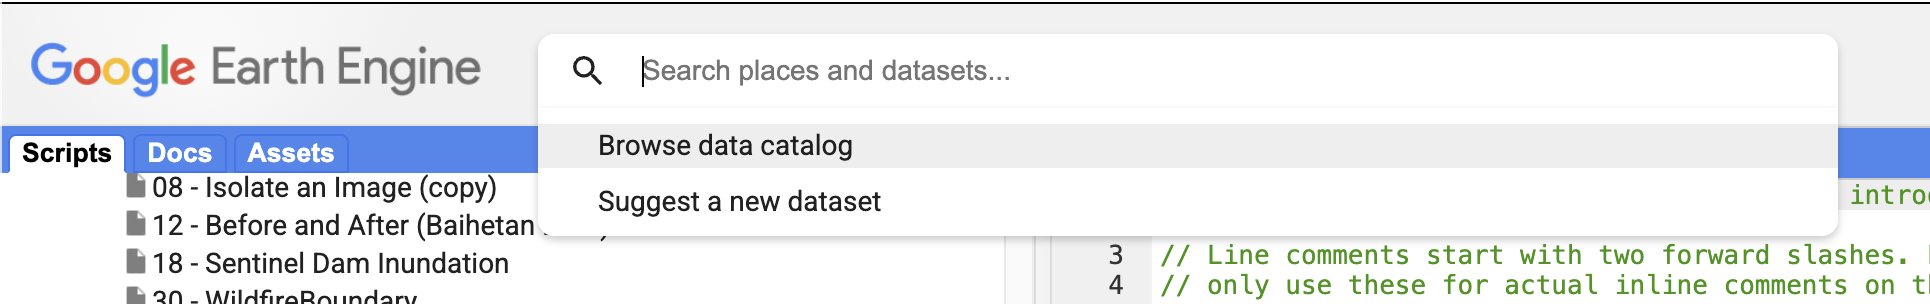 Google Earth Engine
Search places and datasets...
Browse data catalog
Suggest a new dataset
Scripts Docs Assets
08 - Isolate an Image (copy)
12 - Before and After (Baihetan
18 - Sentinel Dam Inundation
30 - WildfireBoundary
3 // Line comments start with two forward slashes.
4 // only use these for actual inline comments on